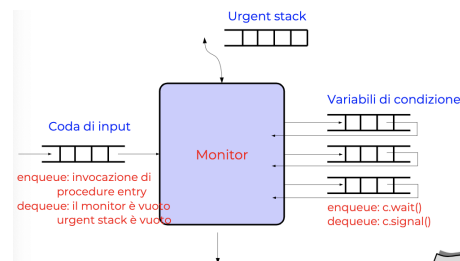 Urgent stack
Variabili di condizione
Coda di input
Monitor
enqueue: invocazione di
procedure entry
dequeue: il monitor è vuoto
urgent stack è vuoto
enqueue: c.wait()
dequeue: c.signal()